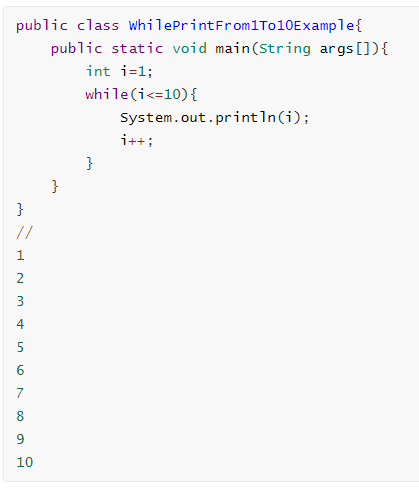 public class WhilePrintFrom1To10Example{
    public static void main(String args[]){
        int i=1;
        while(i<=10){
            System.out.println(i);
            i++;
        }
    }
}
//
1
2
3
4
5
6
7
8
9
10